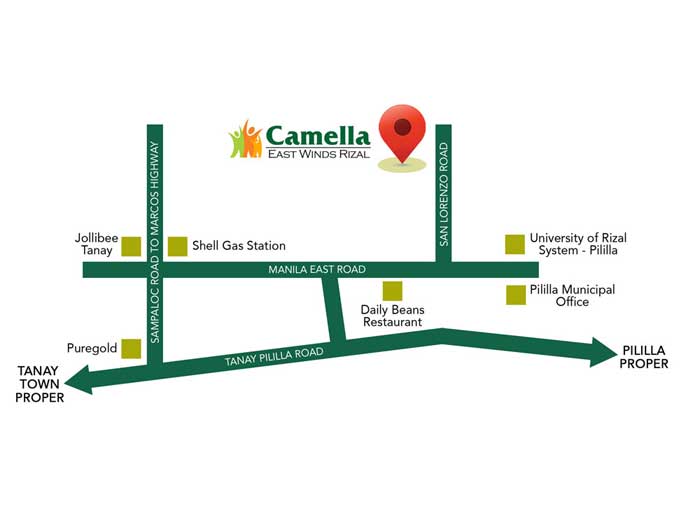 Camella
EAST WINDS RIZAL
SAMPALOC ROAD TO MARCOS HIGHWAY
SAN LORENZO ROAD
Jollibee
Tanay
Shell Gas Station
University of Rizal
System - Pililla
MANILA EAST ROAD
Daily Beans
Restaurant
Pililla Municipal
Office
Puregold
TANAY PILILLA ROAD
TANAY
TOWN
PROPER
PILILLA
PROPER